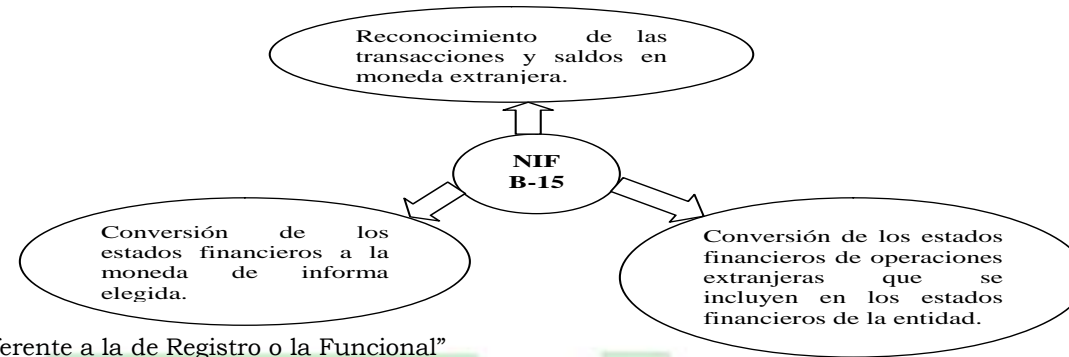 Reconocimiento de las
transacciones y saldos en
moneda extranjera.
NIF
B-15
Conversión de los
estados financieros a la
moneda de informa
elegida.
Conversión de los estados
financieros de operaciones
extranjeras que se
incluyen en los estados
financieros de la entidad.
ferente a la de Registro o la Funcional”